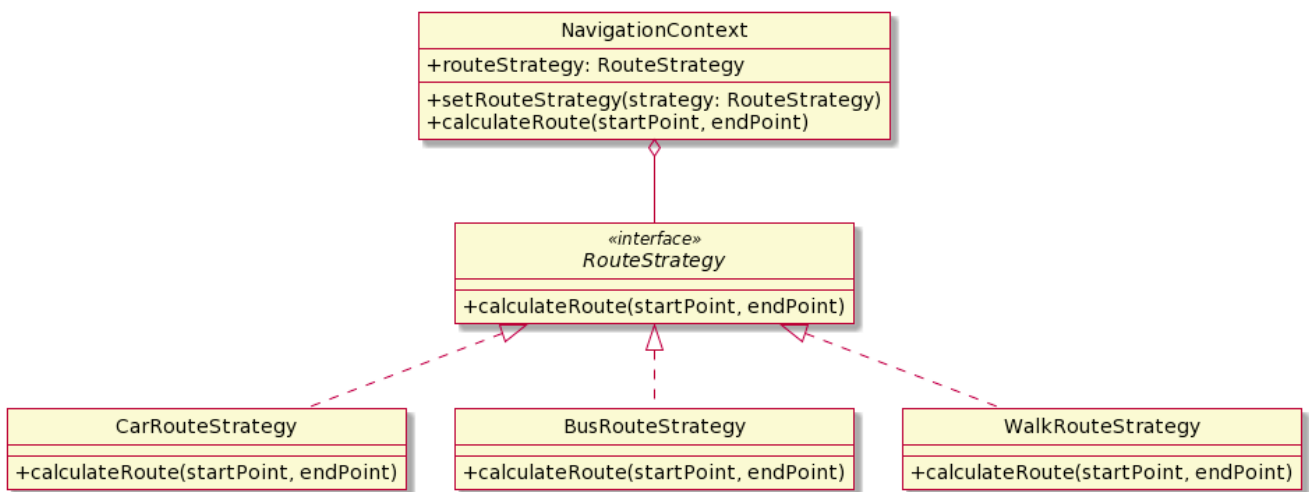 NavigationContext
+routeStrategy: RouteStrategy
+setRouteStrategy(strategy: RouteStrategy)
+calculateRoute(startPoint, endPoint)
«interface»
RouteStrategy
+calculateRoute(startPoint, endPoint)
CarRouteStrategy
+calculateRoute(startPoint, endPoint)
BusRouteStrategy
+calculateRoute(startPoint, endPoint)
WalkRouteStrategy
+calculateRoute(startPoint, endPoint)